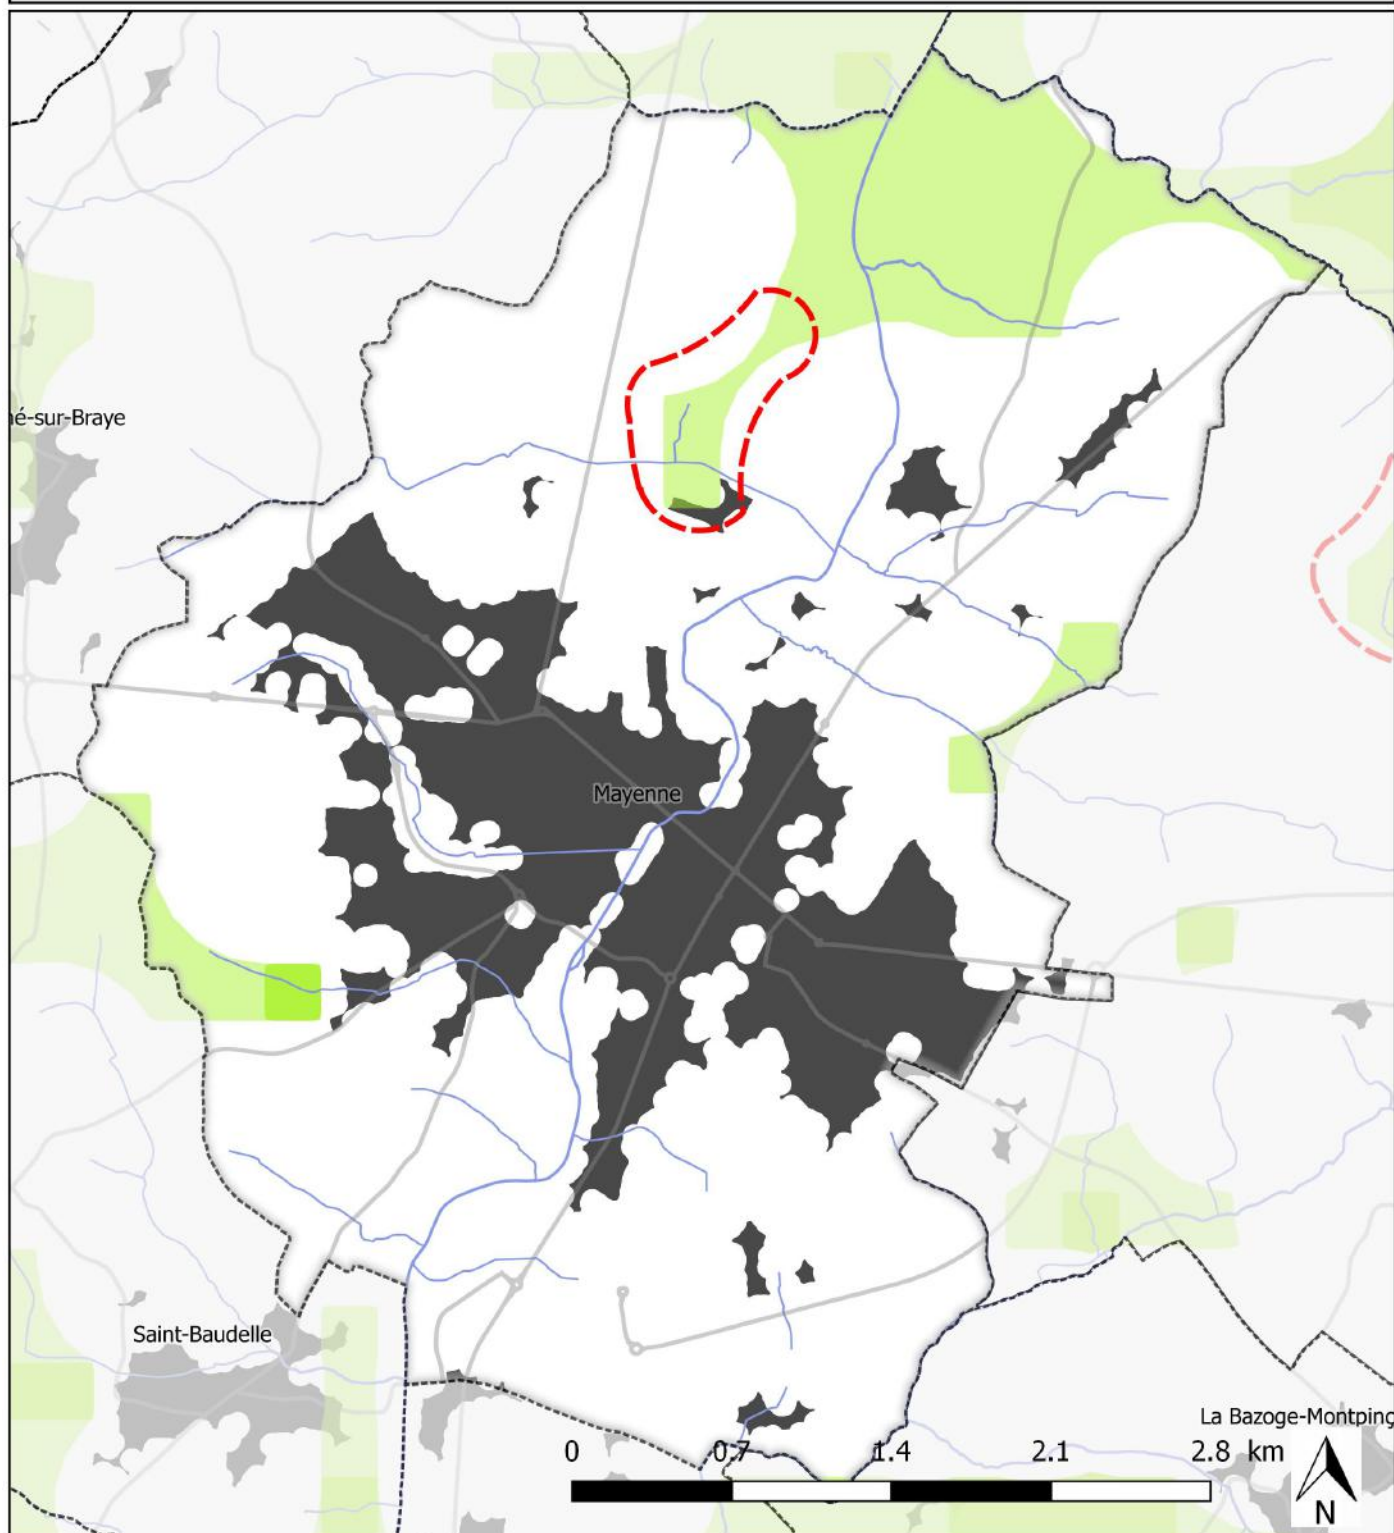 é-sur-Braye
Mayenne
Saint-Baudelle
La Bazoge-Montping
0 0,7 1.4 2.1 2.8 km
N